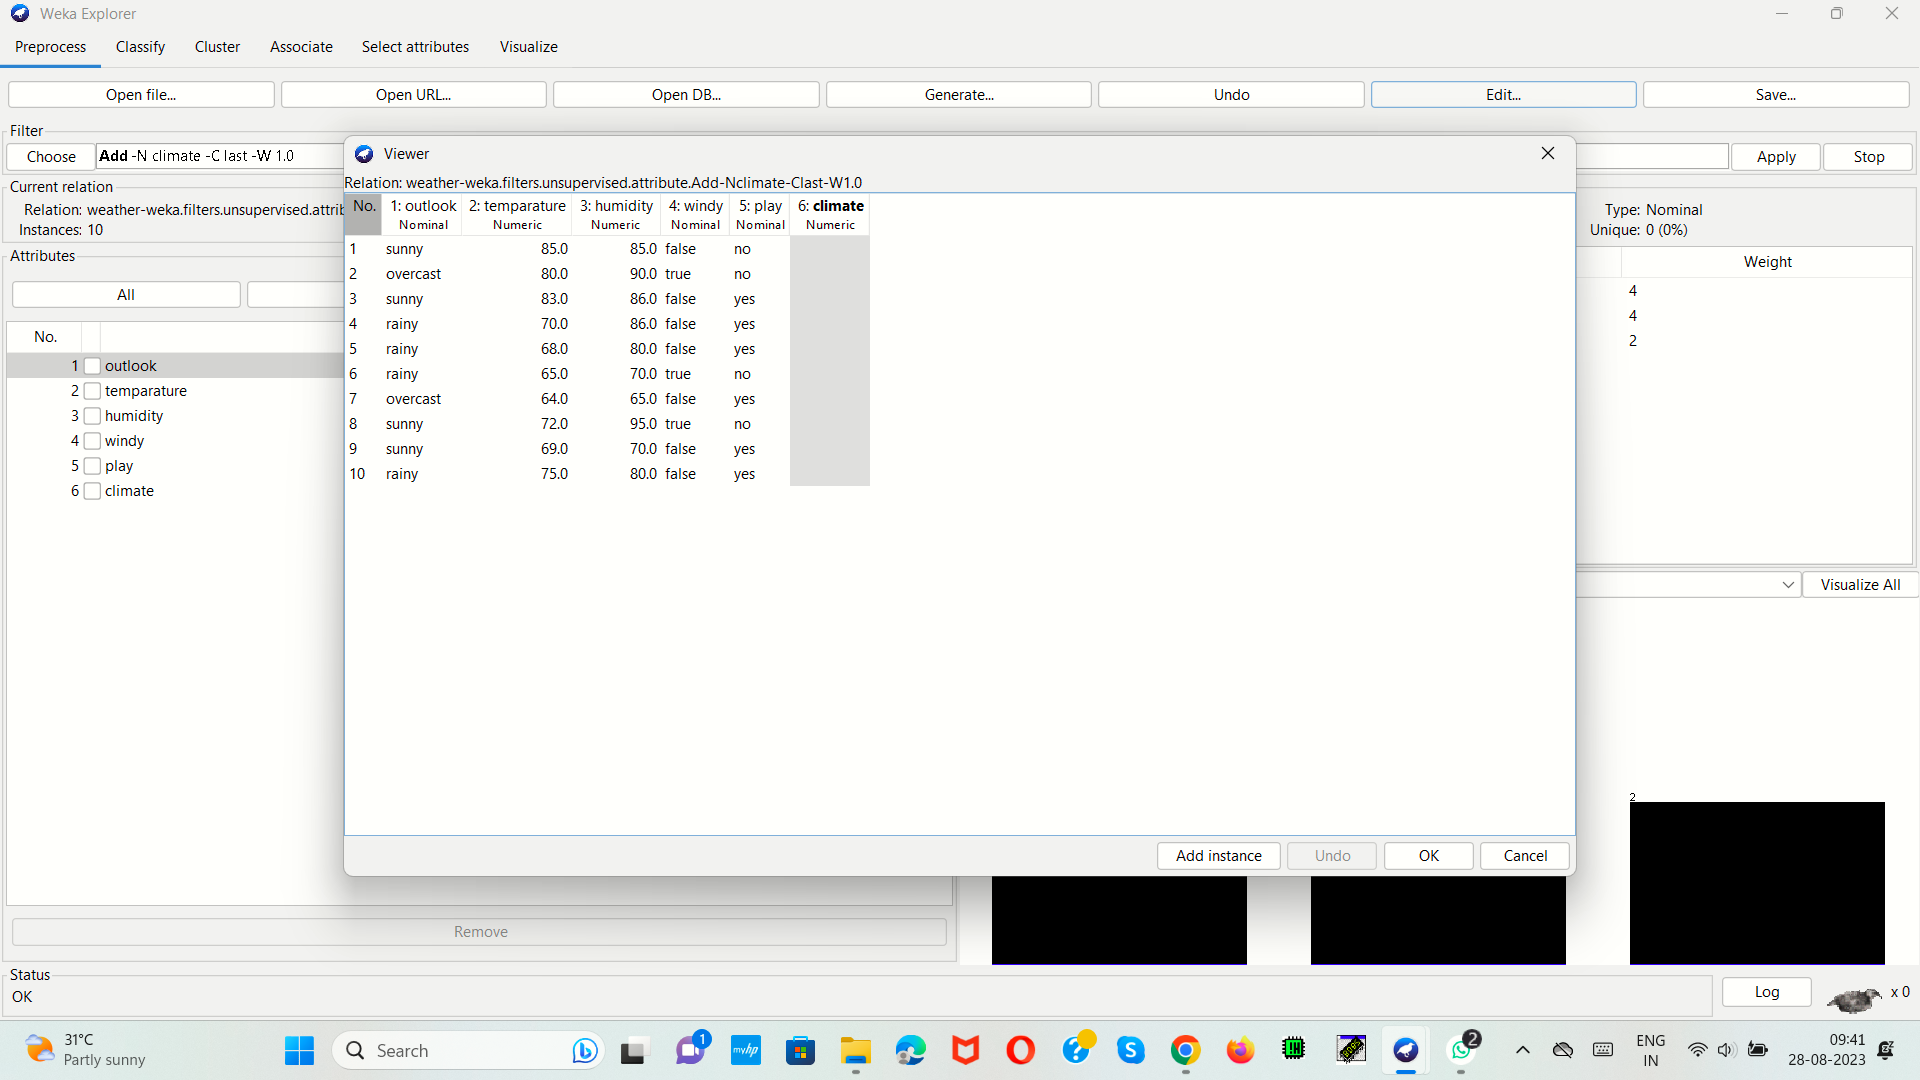 Weka Explorer
Preprocess Classify Cluster Associate Select attributes Visualize
Open file... Open URL... Open DB... Generate... Undo Edit... Save...
Filter
Choose Add -N climate -C last -W 1.0 Apply Stop
Viewer
Relation: weather-weka.filters.unsupervised.attribute.Add-Nclimate-Clast-W1.0
Current relation
Relation: weather-weka.filters.unsupervised.attrib
Instances: 10
Type: Nominal
Unique: 0 (0%)
Attributes
All
No.
1 outlook
2 temparature
3 humidity
4 windy
5 play
6 climate
No. 1: outlook 2: temparature 3: humidity 4: windy 5: play 6: climate
Nominal Numeric Numeric Nominal Nominal Numeric
1 sunny 85.0 85.0 false no
2 overcast 80.0 90.0 true no
3 sunny 83.0 86.0 false yes
4 rainy 70.0 86.0 false yes
5 rainy 68.0 80.0 false yes
6 rainy 65.0 70.0 true no
7 overcast 64.0 65.0 false yes
8 sunny 72.0 95.0 true no
9 sunny 69.0 70.0 false yes
10 rainy 75.0 80.0 false yes
Weight
4
4
2
Visualize All
2
Add instance Undo OK Cancel
Remove
Status
OK
Log x 0
31°C
Partly sunny
Search
1
myhp
2
ENG
IN
09:41
28-08-2023